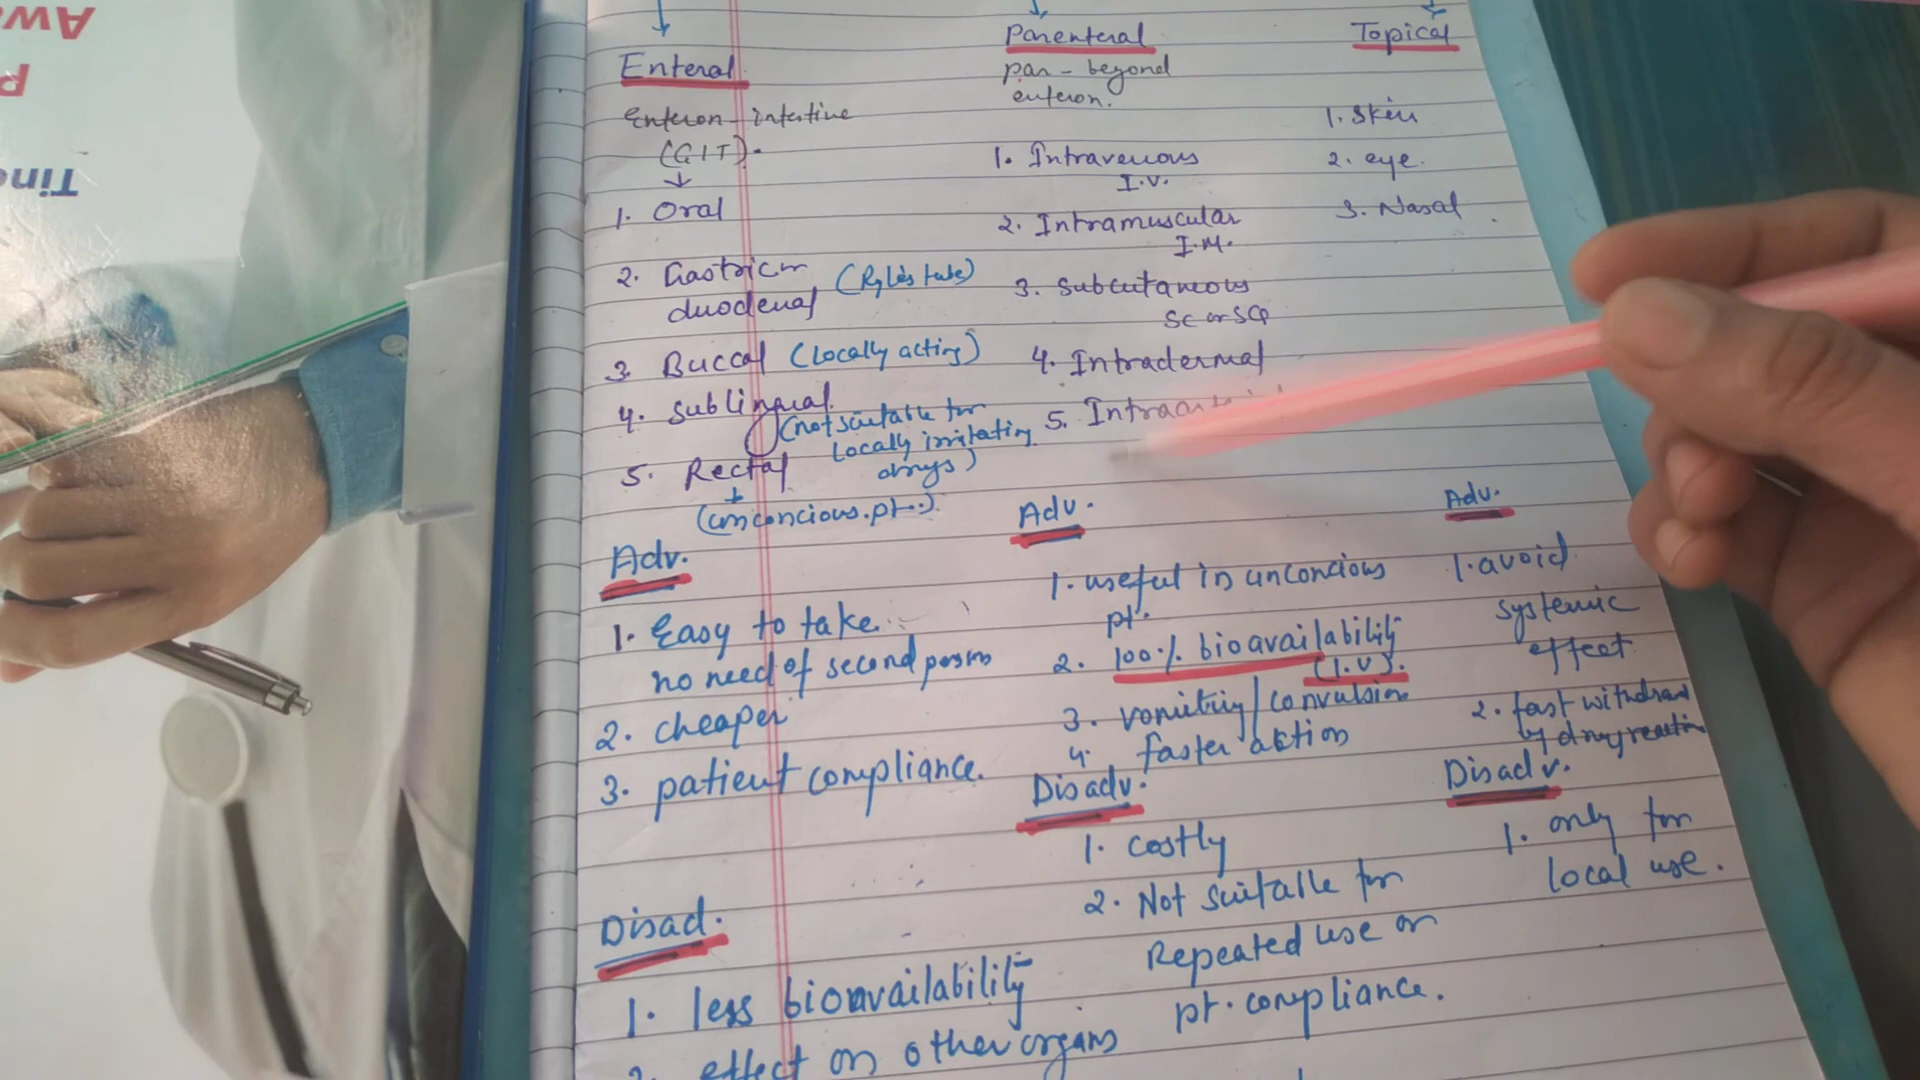 Enteral
Enteron - intestine
(GIT).
1. Oral
2. Gastric or
duodenal (Ryles tube)
3. Buccal (Locally acting)
4. Sublingual
(not suitable for
Locally irritating
drugs)
5. Rectal
(unconcious.pt..)
Adv.
1. Easy to take.
no need of second person
2. cheaper
3. patient compliance.
Disad.
1. less bioavailability
effect on other organs
Parenteral
par - beyond
enteron.
1. Intravenous
I.V.
2. Intramuscular
I.M.
3. Subcutaneous
SC or SQ
4. Intradermal
5.
Adv.
1. useful in unconcious
pt.
2. 100% bioavailability
(I.V).
3. vomiting/convulsion
4. faster action
Disadv.
1. costly
2. Not suitable for
Repeated use or
pt. compliance.
Topical
1. Skin
2. eye.
3. Nasal
Adv.
1. avoid
systemic
effect
2. fast withdraw
by drug reaction
Disadv.
1. only for
local use.